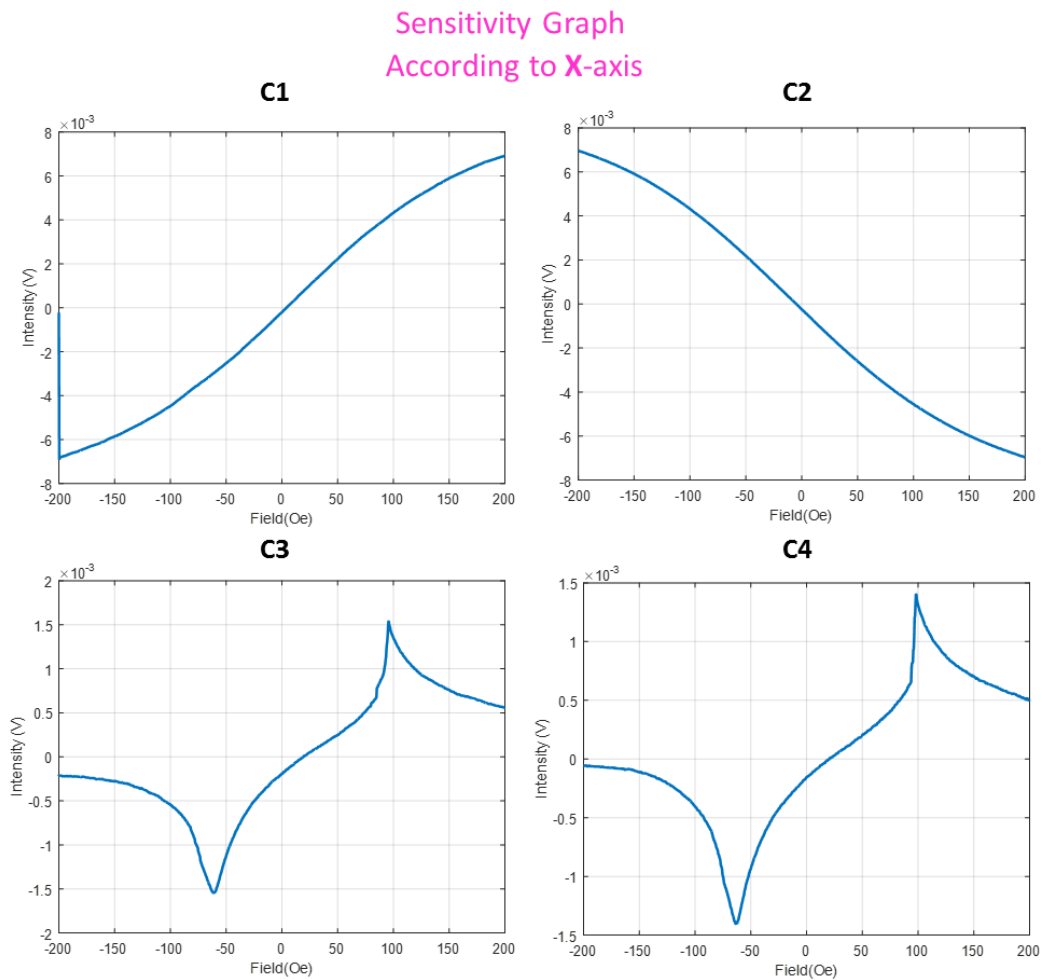 Sensitivity Graph
According to X-axis
C1
×10⁻³
8
6
4
2
0
-2
-4
-6
-8
Intensity (V)
-200 -150 -100 -50 0 50 100 150 200
Field(Oe)
C2
×10⁻³
8
6
4
2
0
-2
-4
-6
-8
Intensity (V)
-200 -150 -100 -50 0 50 100 150 200
Field(Oe)
C3
×10⁻³
2
1.5
1
0.5
0
-0.5
-1
-1.5
-2
Intensity (V)
-200 -150 -100 -50 0 50 100 150 200
Field(Oe)
C4
×10⁻³
1.5
1
0.5
0
-0.5
-1
-1.5
Intensity (V)
-200 -150 -100 -50 0 50 100 150 200
Field(Oe)